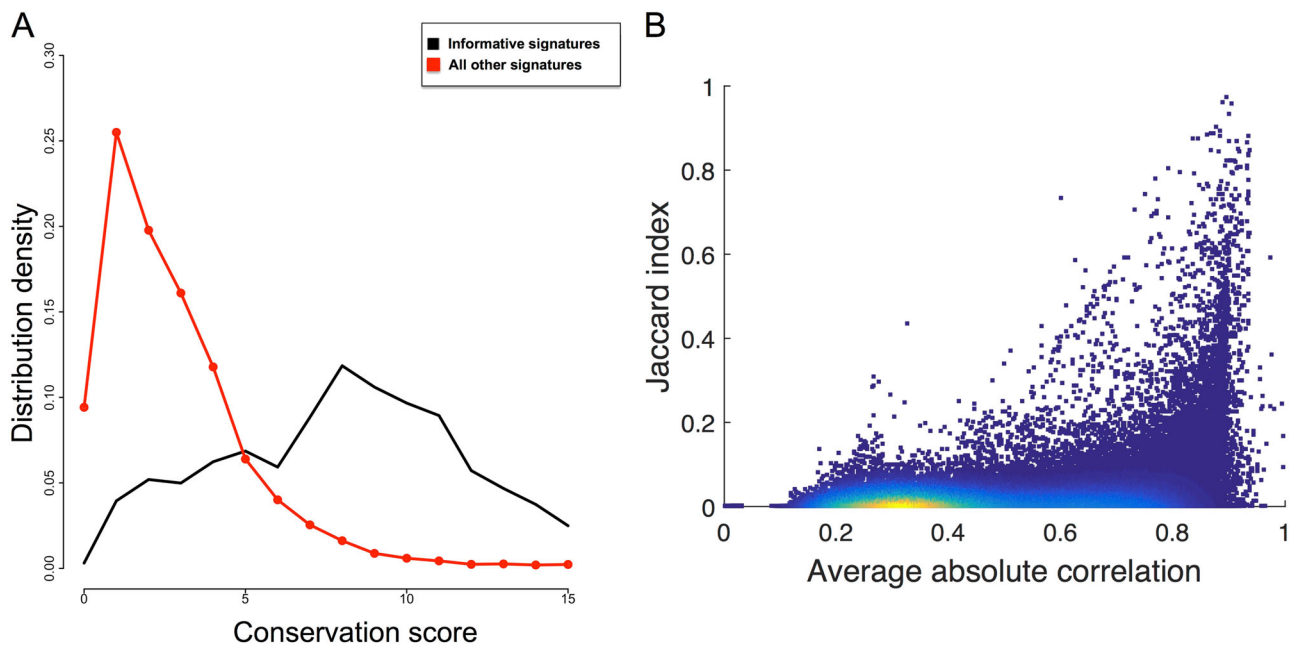 A
Informative signatures
All other signatures
0.30
0.25
0.20
0.15
0.10
0.05
0.00
Distribution density
0
5
10
15
Conservation score
B
1
0.8
0.6
0.4
0.2
0
Jaccard index
0
0.2
0.4
0.6
0.8
1
Average absolute correlation